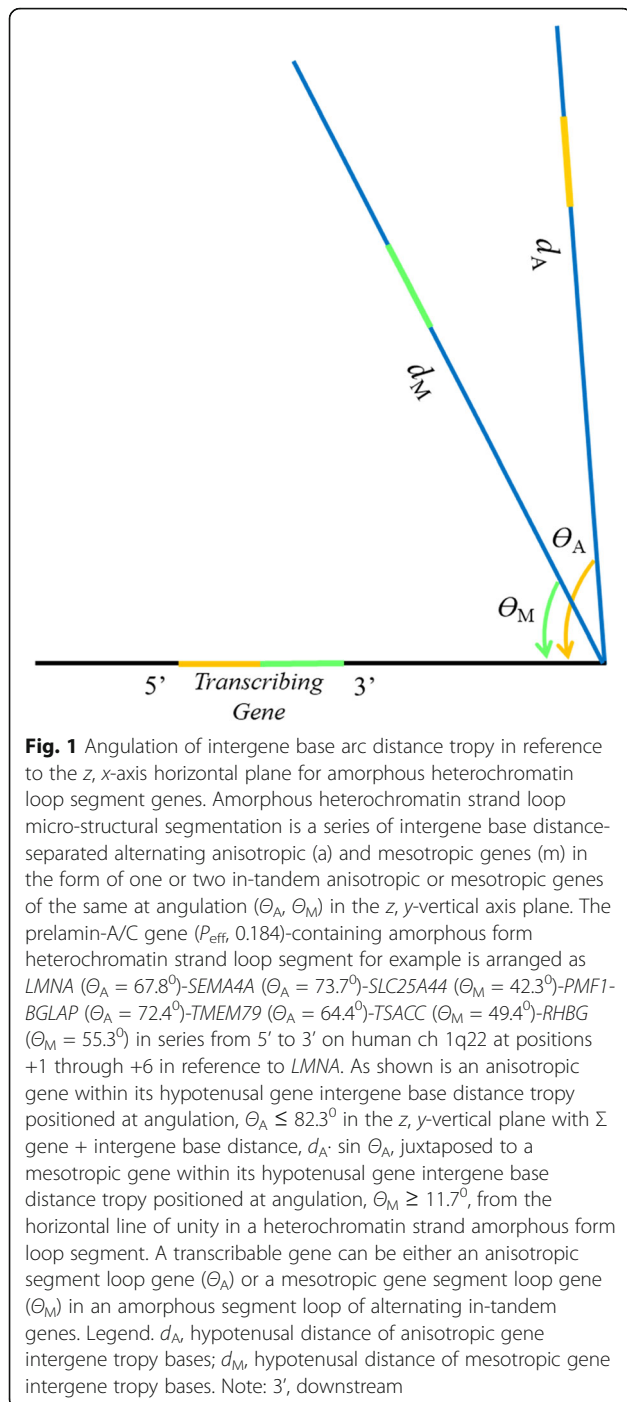 d_A
d_M
Θ_A
Θ_M
5’ Transcribing 3’
Gene
Fig. 1 Angulation of intergene base arc distance tropy in reference
to the z, x-axis horizontal plane for amorphous heterochromatin
loop segment genes. Amorphous heterochromatin strand loop
micro-structural segmentation is a series of intergene base distance-
separated alternating anisotropic (a) and mesotropic genes (m) in
the form of one or two in-tandem anisotropic or mesotropic genes
of the same at angulation (Θ_A, Θ_M) in the z, y-vertical axis plane. The
prelamin-A/C gene (P_eff, 0.184)-containing amorphous form
heterochromatin strand loop segment for example is arranged as
LMNA (Θ_A = 67.8⁰)-SEMA4A (Θ_A = 73.7⁰)-SLC25A44 (Θ_M = 42.3⁰)-PMF1-
BGLAP (Θ_A = 72.4⁰)-TMEM79 (Θ_A = 64.4⁰)-TSACC (Θ_M = 49.4⁰)-RHBG
(Θ_M = 55.3⁰) in series from 5’ to 3’ on human ch 1q22 at positions
+1 through +6 in reference to LMNA. As shown is an anisotropic
gene within its hypotenusal gene intergene base distance tropy
positioned at angulation, Θ_A ≤ 82.3⁰ in the z, y-vertical plane with Σ
gene + intergene base distance, d_A· sin Θ_A, juxtaposed to a
mesotropic gene within its hypotenusal gene intergene base
distance tropy positioned at angulation, Θ_M ≥ 11.7⁰, from the
horizontal line of unity in a heterochromatin strand amorphous form
loop segment. A transcribable gene can be either an anisotropic
segment loop gene (Θ_A) or a mesotropic gene segment loop gene
(Θ_M) in an amorphous segment loop of alternating in-tandem
genes. Legend. d_A, hypotenusal distance of anisotropic gene
intergene tropy bases; d_M, hypotenusal distance of mesotropic gene
intergene tropy bases. Note: 3’, downstream